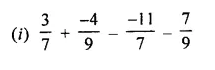 (i) 3/7 + -4/9 − -11/7 − 7/9